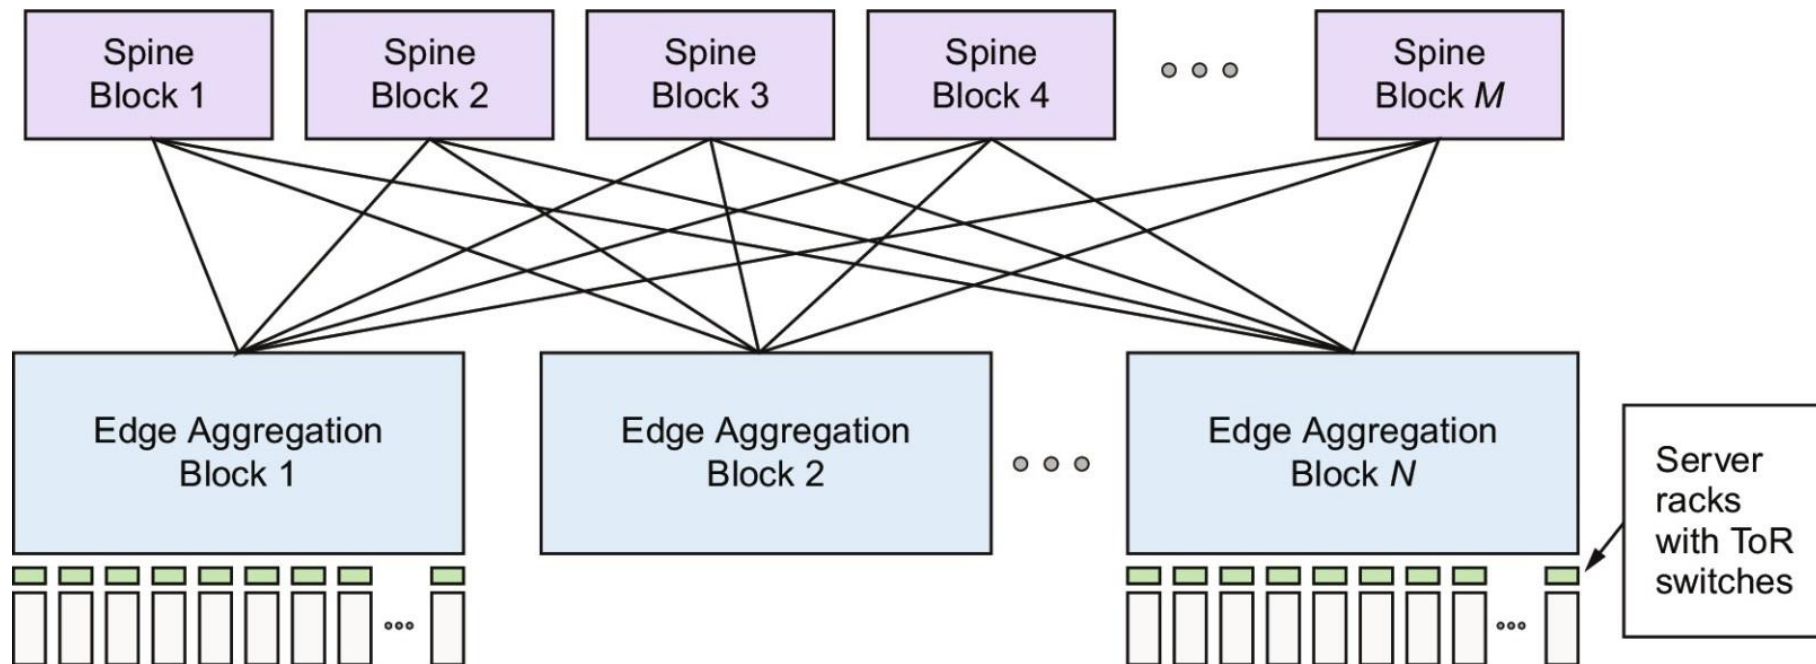 Spine
Block 1
Spine
Block 2
Spine
Block 3
Spine
Block 4
Spine
Block M
Edge Aggregation
Block 1
Edge Aggregation
Block 2
Edge Aggregation
Block N
Server
racks
with ToR
switches